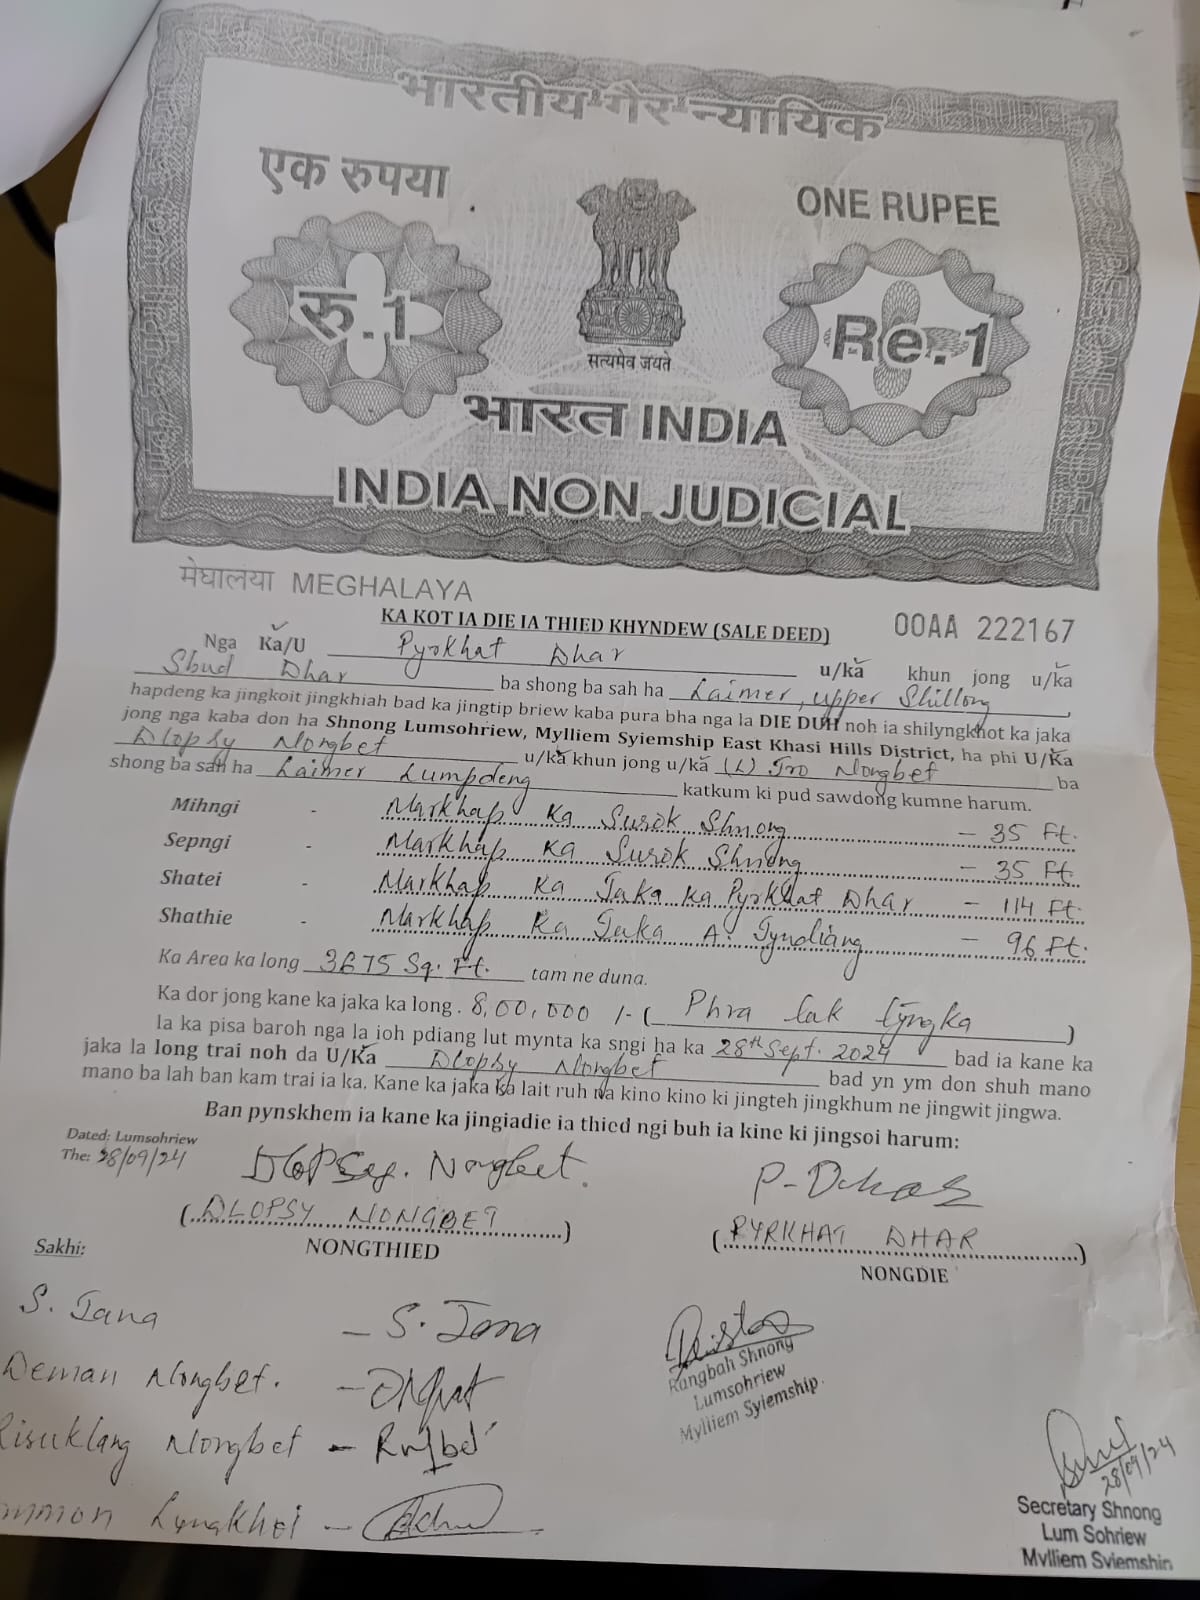 भारतीय गैर न्यायिक
एक रुपया
ONE RUPEE
रु.1
Re.1
सत्यमेव जयते
भारत INDIA
INDIA NON JUDICIAL
मेघालया MEGHALAYA
00AA 222167
KA KOT IA DIE IA THIED KHYNDEW (SALE DEED)
Nga Ka/U Pyrkhat Dhar u/ka khun jong u/ka
Sbud Dhar ba shong ba sah ha Laimer, upper Shillong,
hapdeng ka jingkoit jingkhiah bad ka jingtip briew kaba pura bha nga la DIE DUH noh ia shilyngkhot ka jaka
jong nga kaba don ha Shnong Lumsohriew, Mylliem Syiemship East Khasi Hills District, ha phi U/Ka
Dlopsy Nongbet u/ka khun jong u/ka (L) Tro Nongbet ba
shong ba sah ha Laimer Lumpdeng katkum ki pud sawdong kumne harum.
Mihngi - Markhap Ka Surok Shnong - 35 Ft.
Sepngi - Markhap Ka Surok Shnong - 35 Ft.
Shatei - Markhap Ka Jaka Ka Pyrkhat Dhar - 114 Ft.
Shathie - Markhap Ka Jaka A. Tyndiang - 96 Ft.
Ka Area ka long 3675 Sq. Ft. tam ne duna.
Ka dor jong kane ka jaka ka long. 8,00,000 /- (Phra lak tyngka)
la ka pisa baroh nga la ioh pdiang lut mynta ka sngi ha ka 28th Sept. 2024 bad ia kane ka
jaka la long trai noh da U/Ka Dlopsy Nongbet bad yn ym don shuh mano
mano ba lah ban kam trai ia ka. Kane ka jaka ka lait ruh na kino kino ki jingteh jingkhum ne jingwit jingwa.
Ban pynskhem ia kane ka jingiadie ia thied ngi buh ia kine ki jingsoi harum:
Dated: Lumsohriew
The: 28/09/24
Nongbet.
(DLOPSY NONGBET)
NONGTHIED
(PYRKHAT DHAR)
NONGDIE
Sakhi:
S. Jana - S. Jana
Deman Nongbet. -
Risuklang Nongbet -
Lyngkhoi -
Rangbah Shnong
Lumsohriew
Mylliem Syiemship.
28/09/24
Secretary Shnong
Lum Sohriew
Mylliem Syiemship